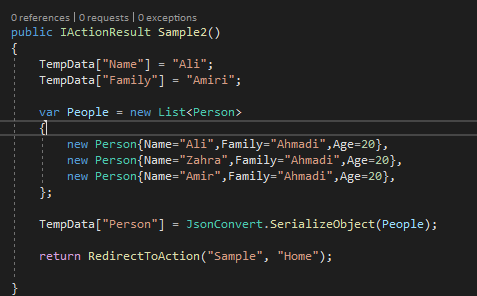 0 references | 0 requests | 0 exceptions
public IActionResult Sample2()
{
TempData["Name"] = "Ali";
TempData["Family"] = "Amiri";
var People = new List<Person>
{
new Person{Name="Ali",Family="Ahmadi",Age=20},
new Person{Name="Zahra",Family="Ahmadi",Age=20},
new Person{Name="Amir",Family="Ahmadi",Age=20},
};
TempData["Person"] = JsonConvert.SerializeObject(People);
return RedirectToAction("Sample", "Home");
}